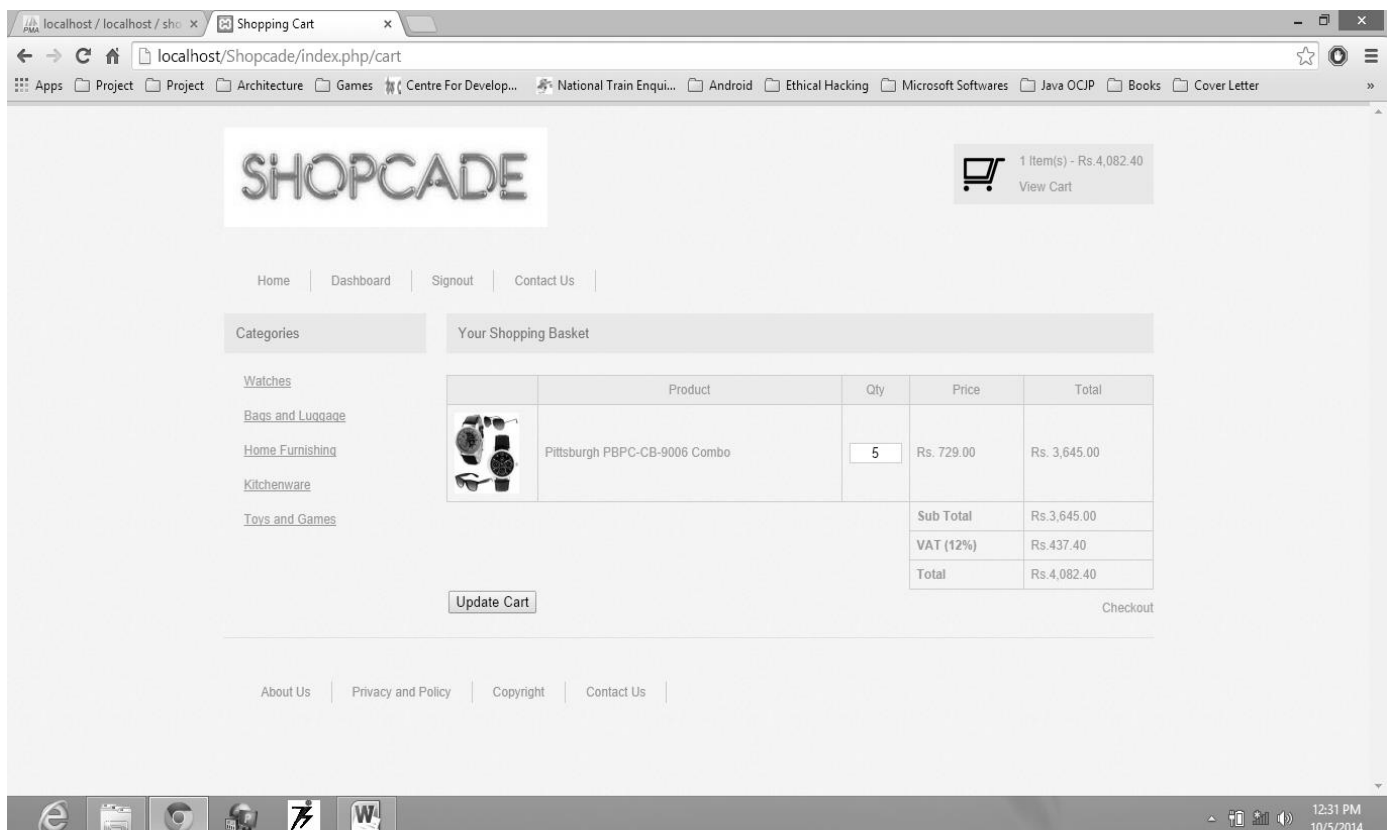 localhost / localhost / sho
Shopping Cart
localhost/Shopcade/index.php/cart
Apps Project Project Architecture Games Centre For Develop... National Train Enqui... Android Ethical Hacking Microsoft Softwares Java OCJP Books Cover Letter »
SHOPCADE
1 Item(s) - Rs.4,082.40
View Cart
Home Dashboard Signout Contact Us
Categories
Watches
Bags and Luggage
Home Furnishing
Kitchenware
Toys and Games
Your Shopping Basket
Product Qty Price Total
Pittsburgh PBPC-CB-9006 Combo 5 Rs. 729.00 Rs. 3,645.00
Sub Total Rs.3,645.00
VAT (12%) Rs.437.40
Total Rs.4,082.40
Update Cart
Checkout
About Us Privacy and Policy Copyright Contact Us
12:31 PM
10/5/2014